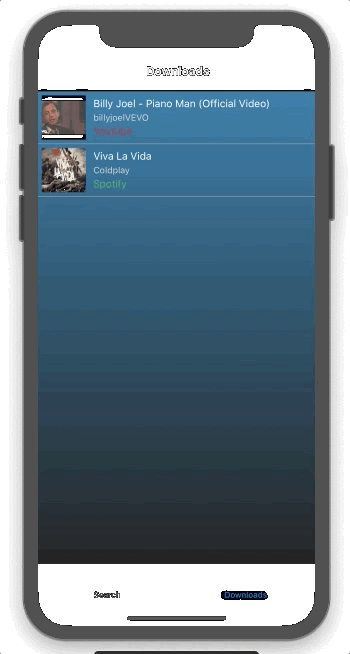 Downloads
Billy Joel - Piano Man (Official Video)
billyjoelVEVO
Youtube
Viva La Vida
Coldplay
Spotify
Search
Downloads